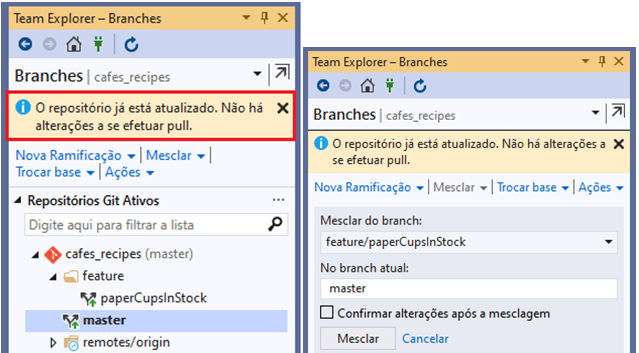 Team Explorer – Branches
Branches | cafes_recipes
O repositório já está atualizado. Não há
alterações a se efetuar pull.
Nova Ramificação | Mesclar |
Trocar base | Ações
Repositórios Git Ativos
Digite aqui para filtrar a lista
cafes_recipes (master)
feature
paperCupsInStock
master
remotes/origin
Team Explorer – Branches
Branches | cafes_recipes
O repositório já está atualizado. Não há alterações a
se efetuar pull.
Nova Ramificação | Mesclar | Trocar base | Ações
Mesclar do branch:
feature/paperCupsInStock
No branch atual:
master
Confirmar alterações após a mesclagem
Mesclar Cancelar